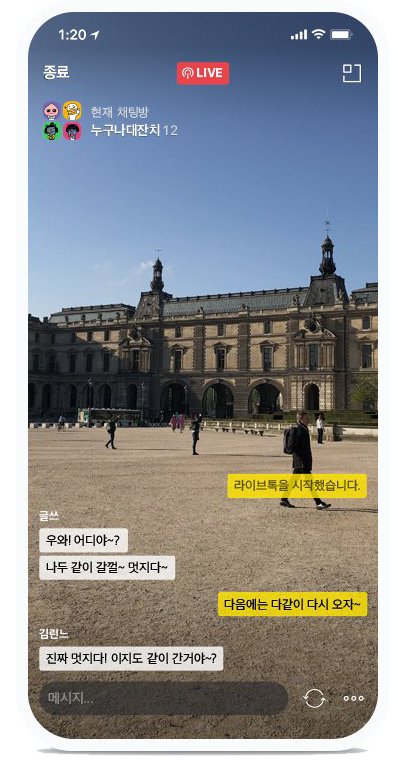 1:20
종료
LIVE
현재 채팅방
누구나대잔치 12
라이브톡을 시작했습니다.
글쓰
우와! 어디야~?
나두 같이 갈껄~ 멋지다~
다음에는 다같이 다시 오자~
김린느
진짜 멋지다! 이지도 같이 간거야~?
메시지...